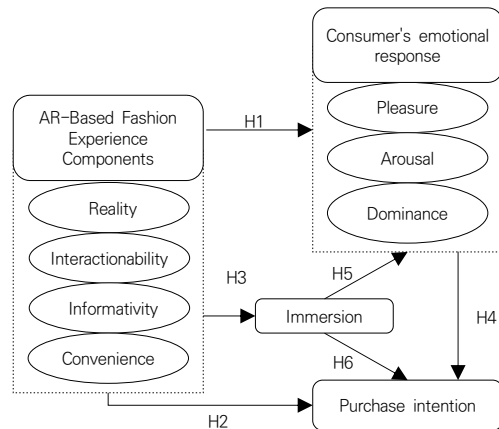 Consumer's emotional
response
Pleasure
Arousal
Dominance
AR-Based Fashion
Experience
Components
Reality
Interactionability
Informativity
Convenience
H1
H3
Immersion
H5
H6
H4
H2
Purchase intention